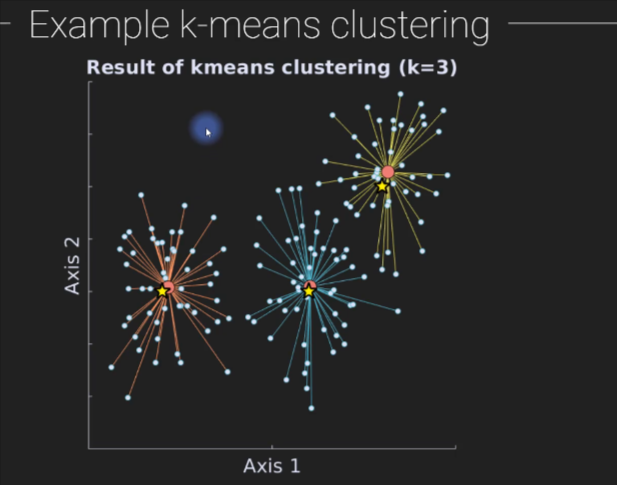 Example k-means clustering
Result of kmeans clustering (k=3)
Axis 2
Axis 1